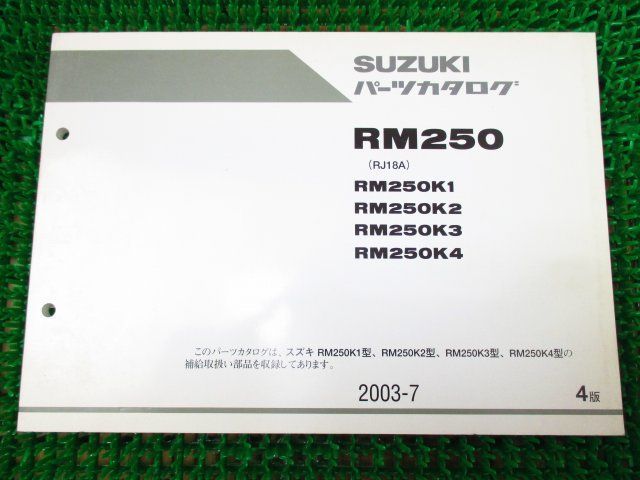 SUZUKI
パーツカタログ
RM250
(RJ18A)
RM250K1
RM250K2
RM250K3
RM250K4
このパーツカタログは、スズキ RM250K1型、RM250K2型、RM250K3型、RM250K4型の
補給取扱い部品を収録してあります。
2003-7
4版